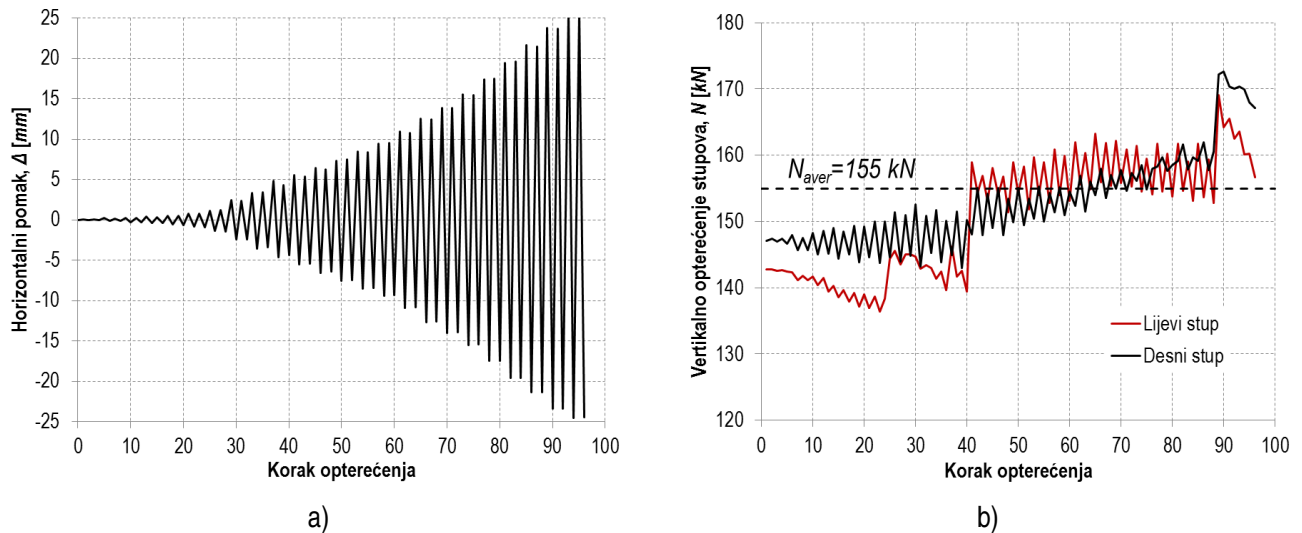 Horizontalni pomak, Δ [mm]
25
20
15
10
5
0
-5
-10
-15
-20
-25
0 10 20 30 40 50 60 70 80 90 100
Korak opterećenja
a)
Vertikalno opterećenje stupova, N [kN]
180
170
160
150
140
130
120
N_aver=155 kN
Lijevi stup
Desni stup
0 10 20 30 40 50 60 70 80 90 100
Korak opterećenja
b)